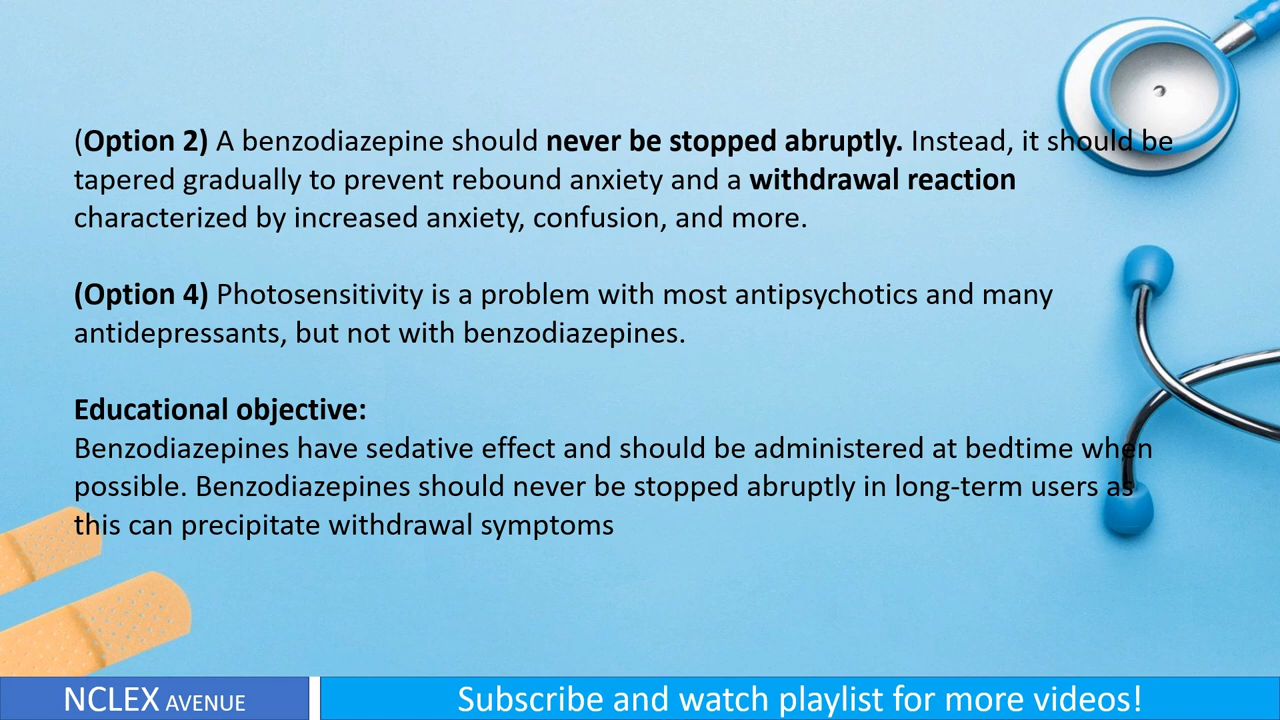 (Option 2) A benzodiazepine should never be stopped abruptly. Instead, it should be
tapered gradually to prevent rebound anxiety and a withdrawal reaction
characterized by increased anxiety, confusion, and more.
(Option 4) Photosensitivity is a problem with most antipsychotics and many
antidepressants, but not with benzodiazepines.
Educational objective:
Benzodiazepines have sedative effect and should be administered at bedtime when
possible. Benzodiazepines should never be stopped abruptly in long-term users as
this can precipitate withdrawal symptoms
NCLEX AVENUE
Subscribe and watch playlist for more videos!